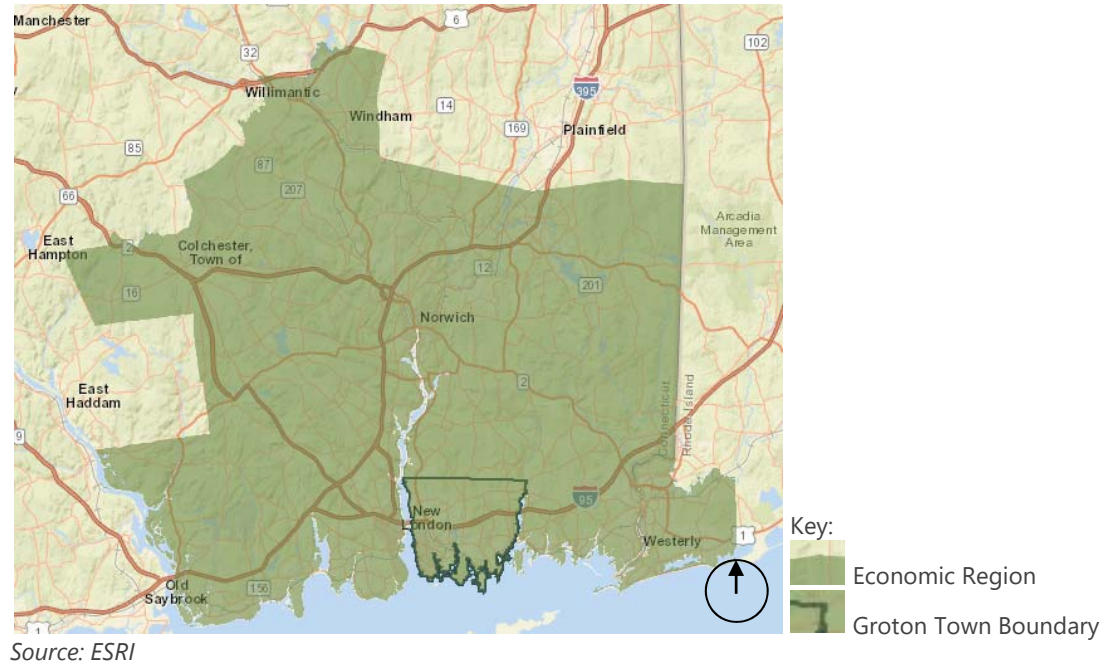 Manchester
6
102
32
395
Willimantic
14
Windham
169
Plainfield
85
87
207
66
Arcadia
Management
Area
East
Hampton
2
Colchester,
Town of
12
201
16
Norwich
2
East
Haddam
Connecticut
Rhode Island
9
New
London
95
Westerly
1
Old
Saybrook
156
1
Key:
Economic Region
Groton Town Boundary
Source: ESRI